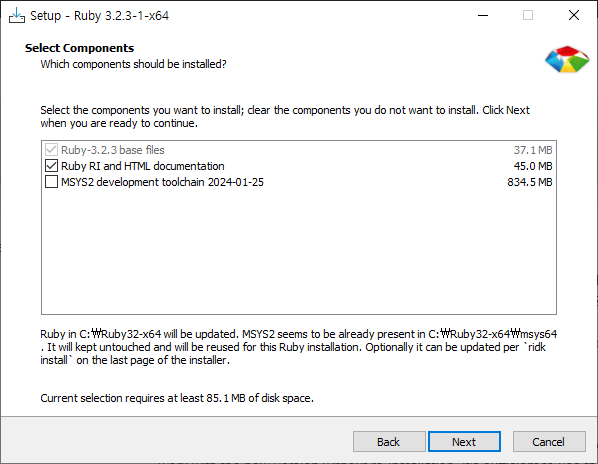 Setup - Ruby 3.2.3-1-x64
Select Components
Which components should be installed?
Select the components you want to install; clear the components you do not want to install. Click Next
when you are ready to continue.
Ruby-3.2.3 base files 37.1 MB
Ruby RI and HTML documentation 45.0 MB
MSYS2 development toolchain 2024-01-25 834.5 MB
Ruby in C:₩Ruby32-x64 will be updated. MSYS2 seems to be already present in C:₩Ruby32-x64₩msys64
. It will kept untouched and will be reused for this Ruby installation. Optionally it can be updated per `ridk
install` on the last page of the installer.
Current selection requires at least 85.1 MB of disk space.
Back Next Cancel